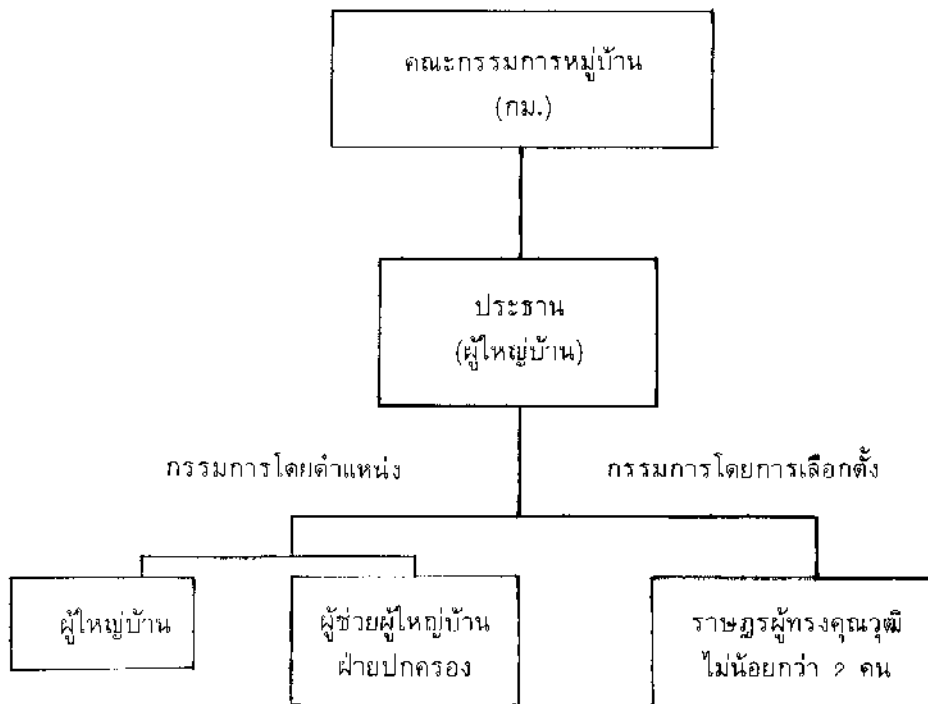 คณะกรรมการหมู่บ้าน
(กม.)
ประธาน
(ผู้ใหญ่บ้าน)
กรรมการโดยตำแหน่ง
กรรมการโดยการเลือกตั้ง
ผู้ใหญ่บ้าน
ผู้ช่วยผู้ใหญ่บ้าน
ฝ่ายปกครอง
ราษฎรผู้ทรงคุณวุฒิ
ไม่น้อยกว่า 2 คน